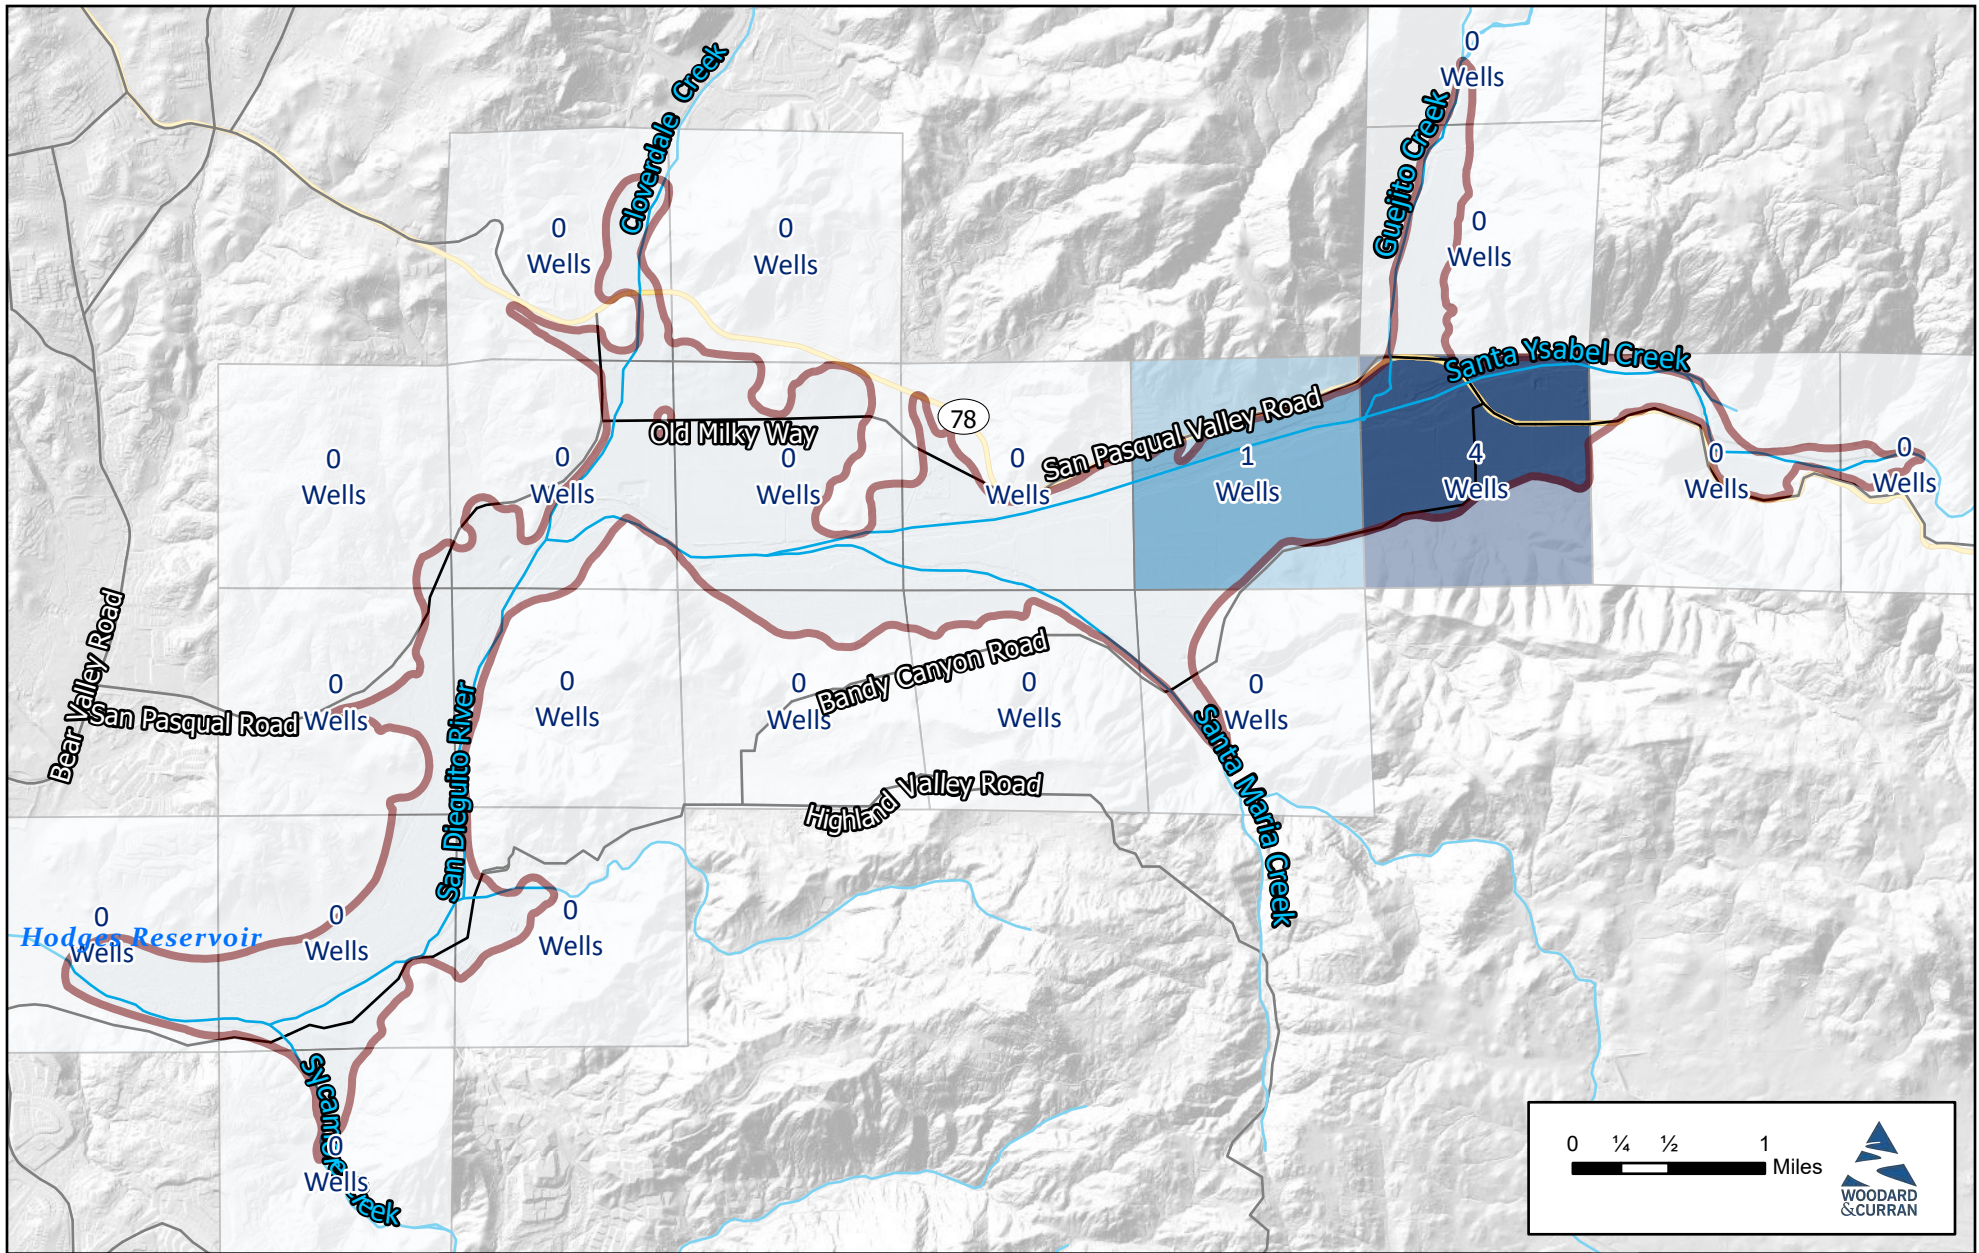 0
Wells
Cloverdale Creek
Guejito Creek
0
Wells
0
Wells
0
Wells
Santa Ysabel Creek
78
San Pasqual Valley Road
Old Milky Way
0
Wells
0
Wells
0
Wells
0
Wells
1
Wells
4
Wells
0
Wells
0
Wells
Bear Valley Road
San Pasqual Road
0
Wells
San Dieguito River
0
Wells
0
Wells
Bandy Canyon Road
0
Wells
0
Wells
Santa Maria Creek
Highland Valley Road
Hodges Reservoir
0
Wells
0
Wells
0
Wells
Sycamore Creek
0
Wells
0 ¼ ½ 1
Miles
WOODARD
&CURRAN